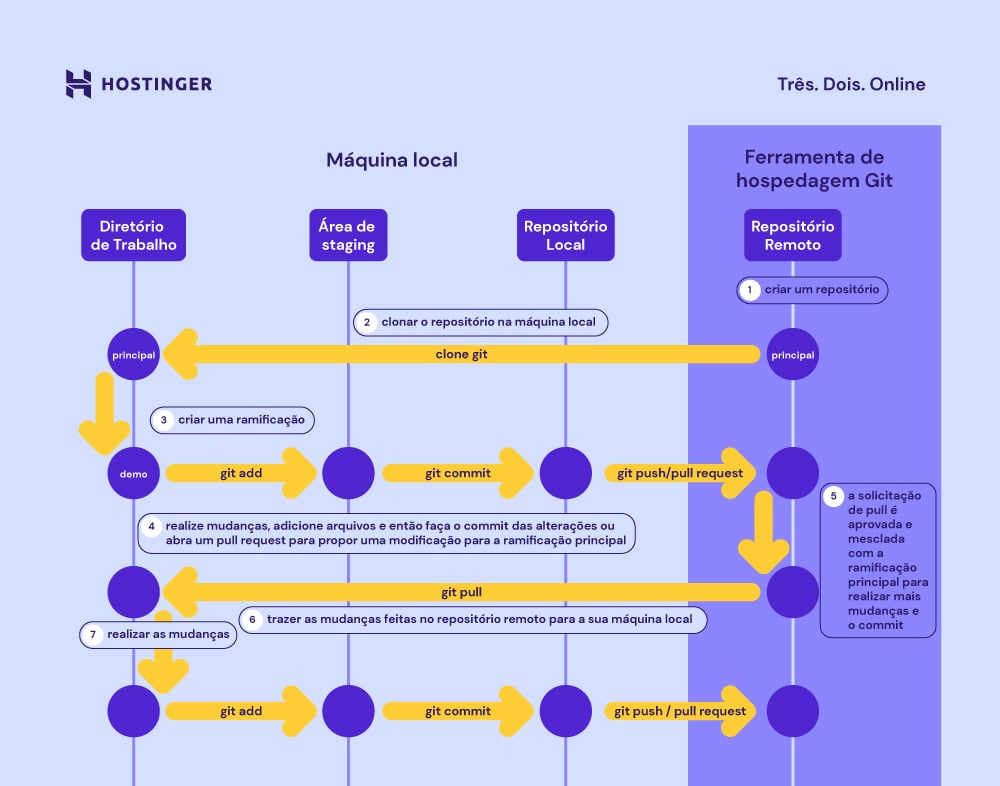 HOSTINGER
Três. Dois. Online
Máquina local
Ferramenta de
hospedagem Git
Diretório
de Trabalho
Área de
staging
Repositório
Local
Repositório
Remoto
1 criar um repositório
2 clonar o repositório na máquina local
principal
clone git
principal
3 criar uma ramificação
demo
git add
git commit
git push/pull request
4 realize mudanças, adicione arquivos e então faça o commit das alterações ou
abra um pull request para propor uma modificação para a ramificação principal
5 a solicitação
de pull é
aprovada e
mesclada
com a
ramificação
principal para
realizar mais
mudanças e
o commit
git pull
6 trazer as mudanças feitas no repositório remoto para a sua máquina local
7 realizar as mudanças
git add
git commit
git push / pull request